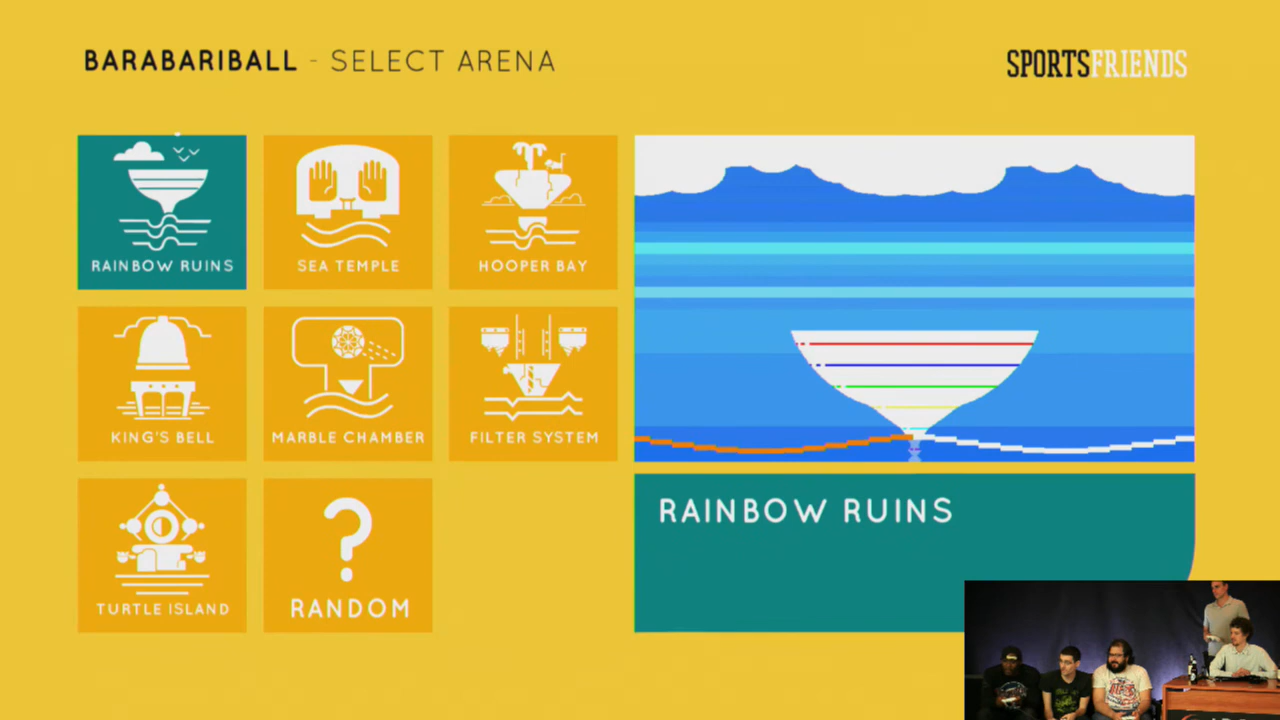 BARABARIBALL - SELECT ARENA
SPORTSFRIENDS
RAINBOW RUINS
SEA TEMPLE
HOOPER BAY
KING'S BELL
MARBLE CHAMBER
FILTER SYSTEM
TURTLE ISLAND
?
RANDOM
RAINBOW RUINS